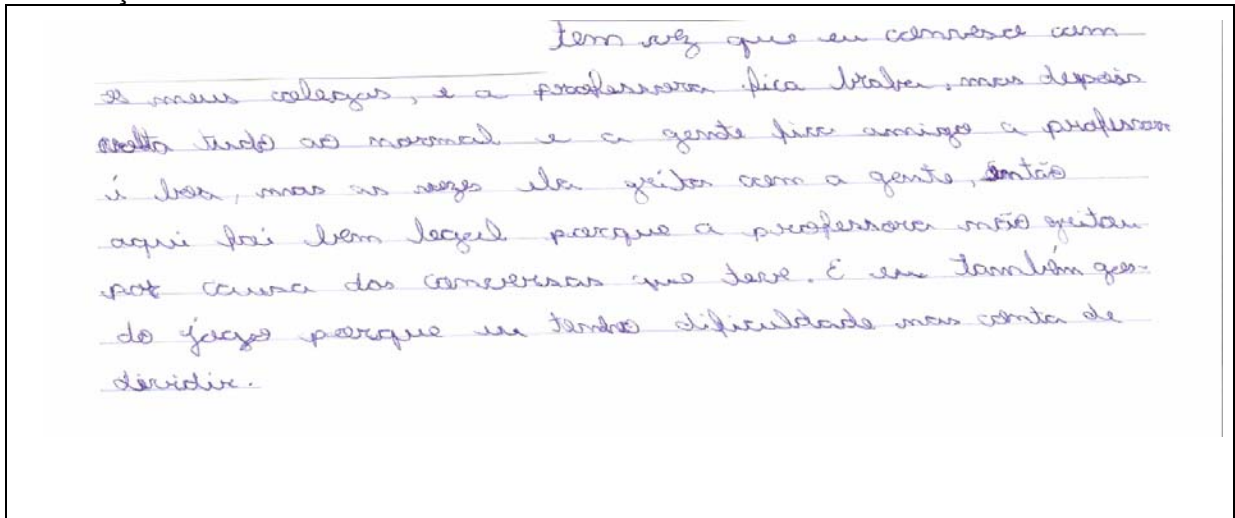 tem vez que eu converso com
os meus colegas, e a professora fica braba, mas depois
volta tudo ao normal e a gente fica amigo a professora
é boa, mas as vezes ela grita com a gente, então
aqui foi bem legal porque a professora não gritou
por causa das conversas que teve. E eu também gos-
do jogo porque eu tenho dificuldade nas conta de
dividir.